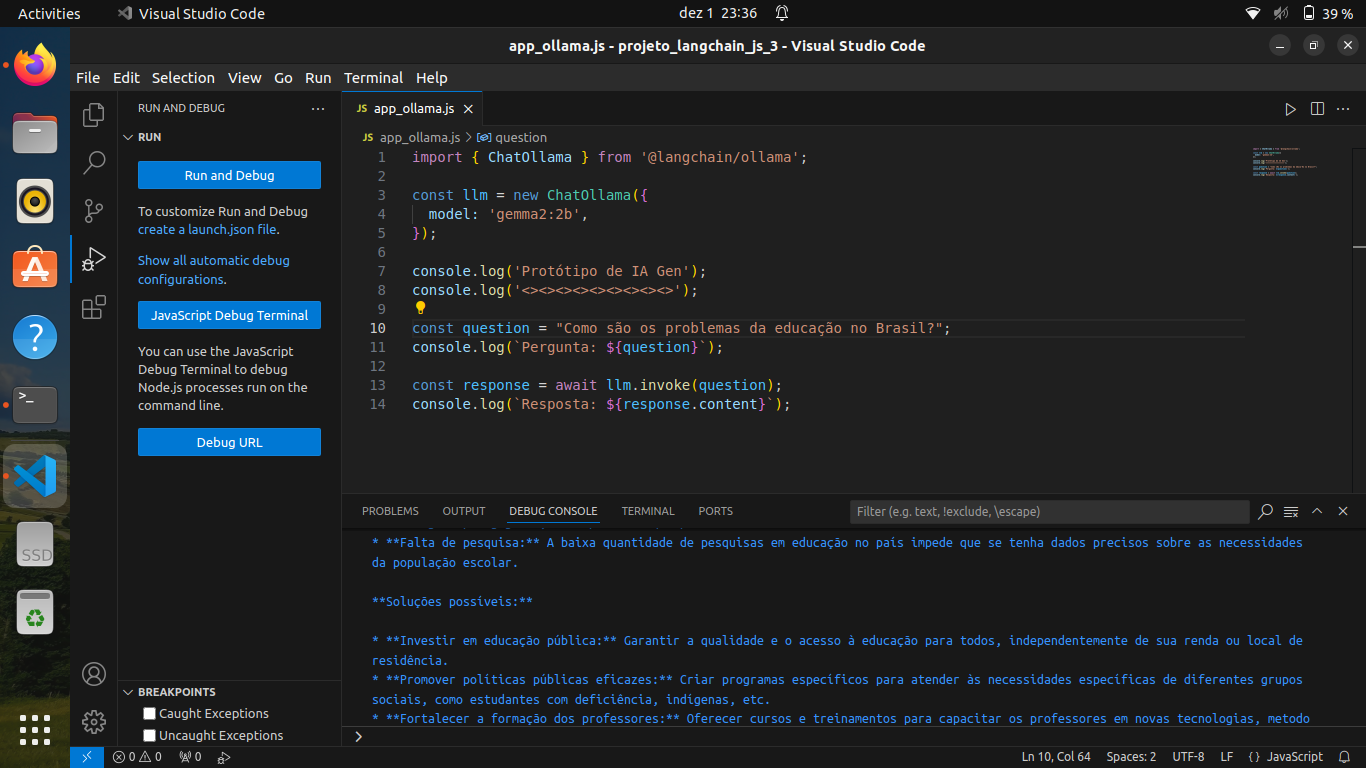 Activities
Visual Studio Code
dez 1 23:36
39 %
app_ollama.js - projeto_langchain_js_3 - Visual Studio Code
File Edit Selection View Go Run Terminal Help
RUN AND DEBUG
RUN
Run and Debug
To customize Run and Debug
create a launch.json file.
Show all automatic debug
configurations.
JavaScript Debug Terminal
You can use the JavaScript
Debug Terminal to debug
Node.js processes run on the
command line.
Debug URL
BREAKPOINTS
Caught Exceptions
Uncaught Exceptions
JS app_ollama.js
JS app_ollama.js > question
1 import { ChatOllama } from '@langchain/ollama';
2
3 const llm = new ChatOllama({
4 model: 'gemma2:2b',
5 });
6
7 console.log('Protótipo de IA Gen');
8 console.log('<><><><><><><><><>');
9
10 const question = "Como são os problemas da educação no Brasil?";
11 console.log(`Pergunta: ${question}`);
12
13 const response = await llm.invoke(question);
14 console.log(`Resposta: ${response.content}`);
PROBLEMS OUTPUT DEBUG CONSOLE TERMINAL PORTS
Filter (e.g. text, !exclude, \escape)
* **Falta de pesquisa:** A baixa quantidade de pesquisas em educação no país impede que se tenha dados precisos sobre as necessidades
da população escolar.
**Soluções possíveis:**
* **Investir em educação pública:** Garantir a qualidade e o acesso à educação para todos, independentemente de sua renda ou local de
residência.
* **Promover políticas públicas eficazes:** Criar programas específicos para atender às necessidades específicas de diferentes grupos
sociais, como estudantes com deficiência, indígenas, etc.
* **Fortalecer a formação dos professores:** Oferecer cursos e treinamentos para capacitar os professores em novas tecnologias, metodo
SSD
0 0 0
Ln 10, Col 64 Spaces: 2 UTF-8 LF { } JavaScript